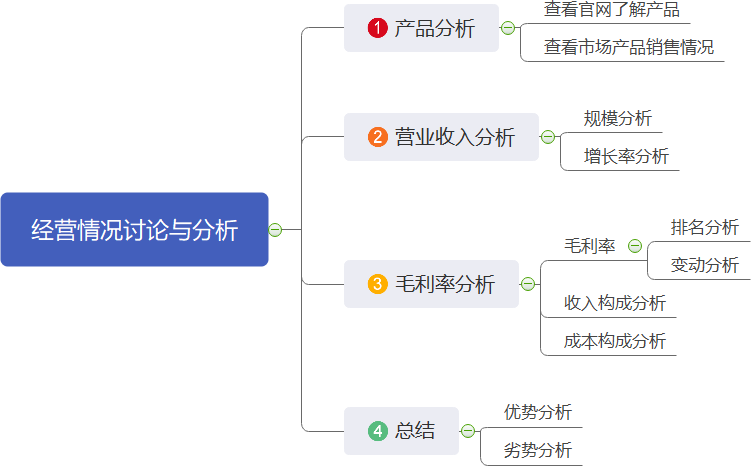 经营情况讨论与分析
1 产品分析
查看官网了解产品
查看市场产品销售情况
2 营业收入分析
规模分析
增长率分析
3 毛利率分析
毛利率
排名分析
变动分析
收入构成分析
成本构成分析
4 总结
优势分析
劣势分析